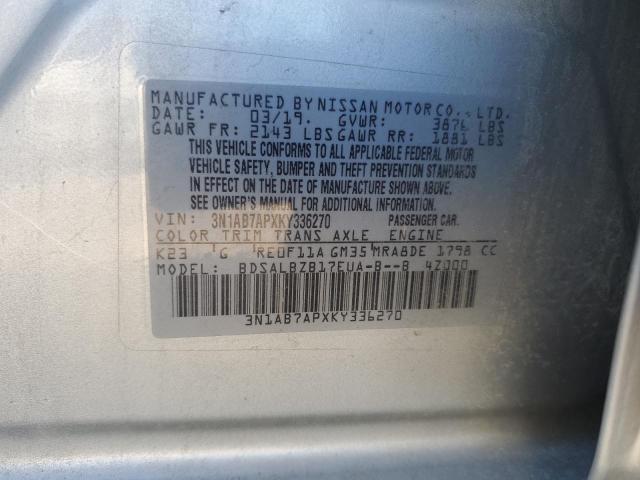 MANUFACTURED BY NISSAN MOTOR CO., LTD.
DATE: 03/19. GVWR: 3876 LBS
GAWR FR: 2143 LBS GAWR RR: 1881 LBS
THIS VEHICLE CONFORMS TO ALL APPLICABLE FEDERAL MOTOR
VEHICLE SAFETY, BUMPER AND THEFT PREVENTION STANDARDS
IN EFFECT ON THE DATE OF MANUFACTURE SHOWN ABOVE.
SEE OWNER'S MANUAL FOR ADDITIONAL INFORMATION.
VIN: 3N1AB7APXKY336270 PASSENGER CAR.
COLOR TRIM TRANS AXLE ENGINE
K23 G RE0F11A GM35 MRA8DE 1798 CC
MODEL: BDSALBZB17EUA-B--B 4Z000
3N1AB7APXKY336270